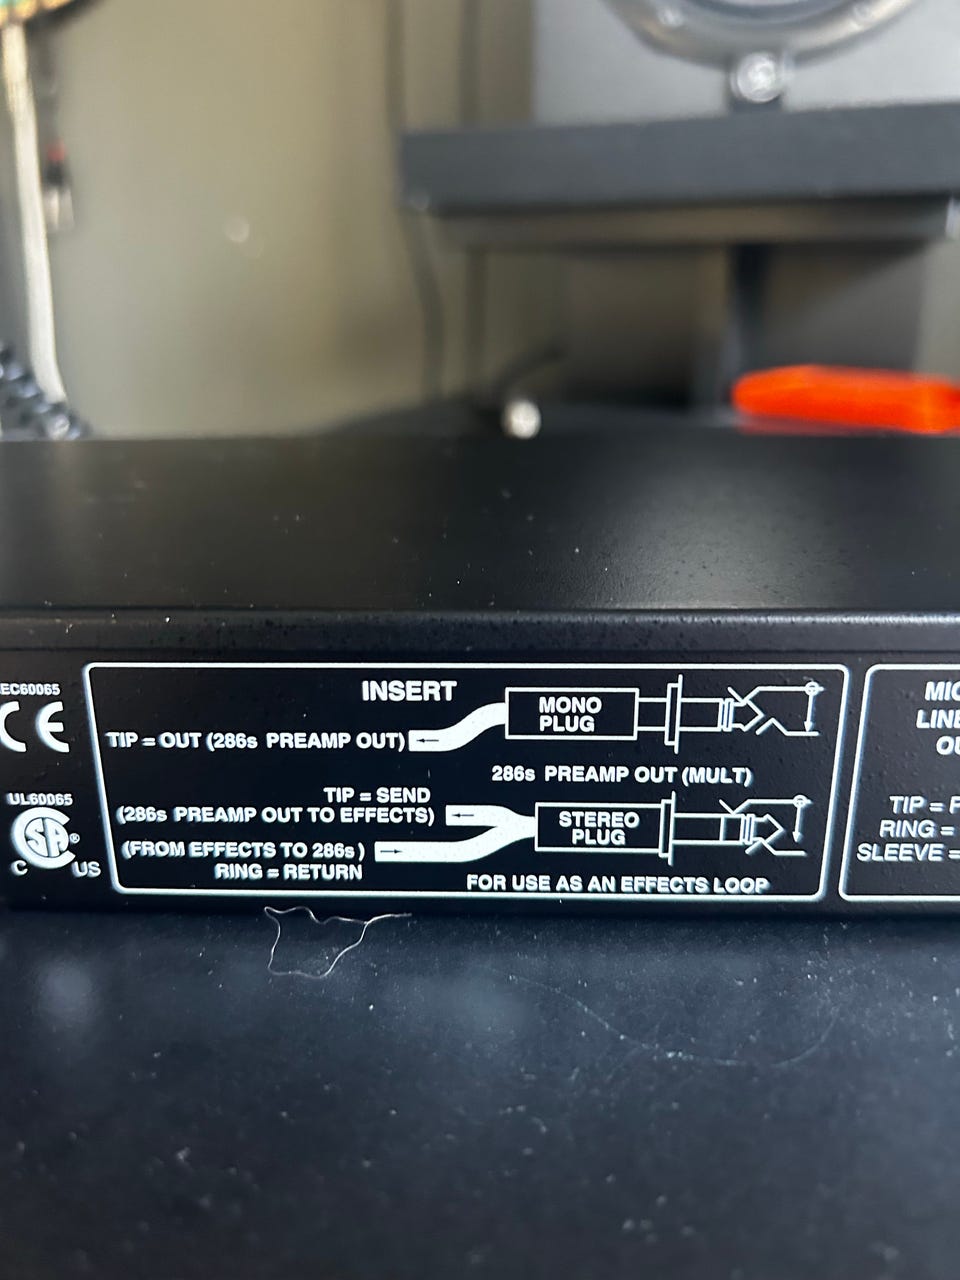 EC60065
CE
UL60065
SA®
C US
INSERT
MONO
PLUG
TIP = OUT (286s PREAMP OUT)
286s PREAMP OUT (MULT)
TIP = SEND
(286s PREAMP OUT TO EFFECTS)
STEREO
PLUG
(FROM EFFECTS TO 286s)
RING = RETURN
FOR USE AS AN EFFECTS LOOP
MIC
LINE
OU
TIP = P
RING =
SLEEVE =